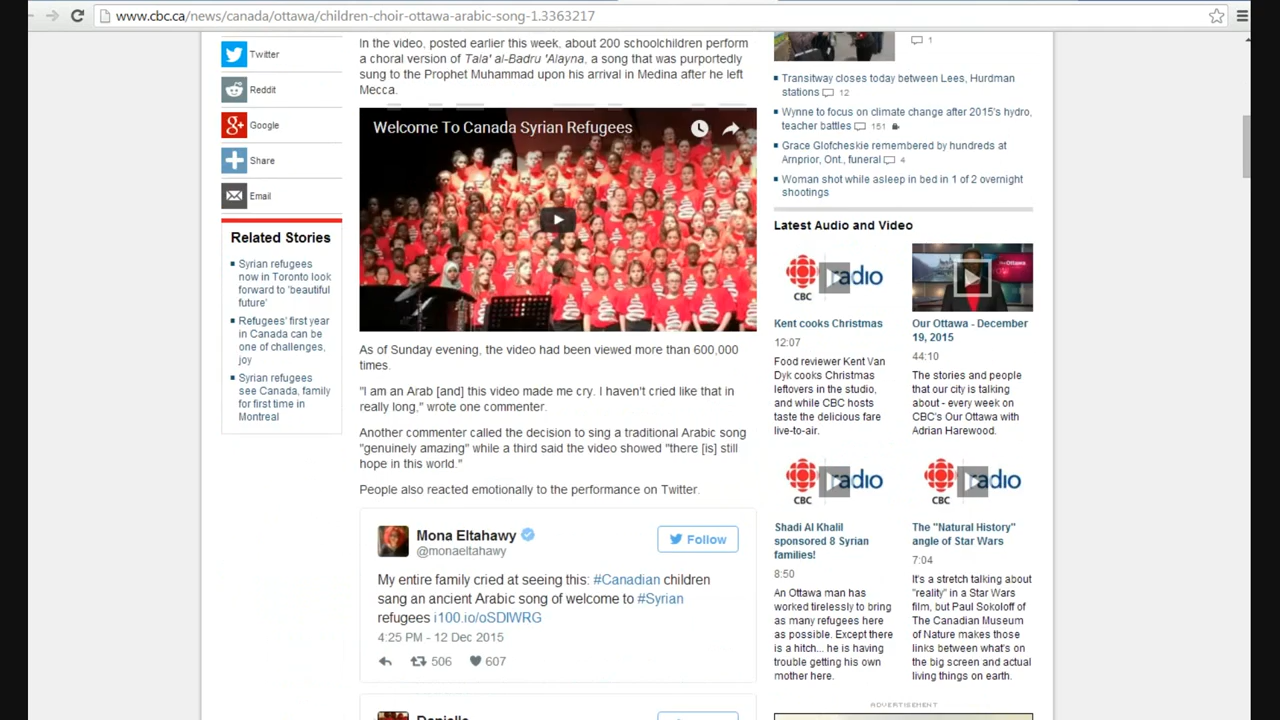 www.cbc.ca/news/canada/ottawa/children-choir-ottawa-arabic-song-1.3363217
Twitter
Reddit
Google
Share
Email
Related Stories
Syrian refugees
now in Toronto look
forward to 'beautiful
future'
Refugees' first year
in Canada can be
one of challenges,
joy
Syrian refugees
see Canada, family
for first time in
Montreal
In the video, posted earlier this week, about 200 schoolchildren perform
a choral version of Tala' al-Badru 'Alayna, a song that was purportedly
sung to the Prophet Muhammad upon his arrival in Medina after he left
Mecca.
Welcome To Canada Syrian Refugees
As of Sunday evening, the video had been viewed more than 600,000
times.
"I am an Arab [and] this video made me cry. I haven't cried like that in
really long," wrote one commenter.
Another commenter called the decision to sing a traditional Arabic song
"genuinely amazing" while a third said the video showed "there [is] still
hope in this world."
People also reacted emotionally to the performance on Twitter.
Mona Eltahawy
@monaeltahawy
Follow
My entire family cried at seeing this: #Canadian children
sang an ancient Arabic song of welcome to #Syrian
refugees i100.io/oSDlWRG
4:25 PM - 12 Dec 2015
506 607
Danielle
1
Transitway closes today between Lees, Hurdman
stations 12
Wynne to focus on climate change after 2015's hydro,
teacher battles 151
Grace Glofcheskie remembered by hundreds at
Arnprior, Ont., funeral 4
Woman shot while asleep in bed in 1 of 2 overnight
shootings
Latest Audio and Video
CBC radio
Kent cooks Christmas
12:07
Food reviewer Kent Van
Dyk cooks Christmas
leftovers in the studio,
and while CBC hosts
taste the delicious fare
live-to-air.
Our Ottawa - December
19, 2015
44:10
The stories and people
that our city is talking
about - every week on
CBC's Our Ottawa with
Adrian Harewood.
CBC radio
Shadi Al Khalil
sponsored 8 Syrian
families!
8:50
An Ottawa man has
worked tirelessly to bring
as many refugees here
as possible. Except there
is a hitch... he is having
trouble getting his own
mother here.
CBC radio
The "Natural History"
angle of Star Wars
7:04
It's a stretch talking about
"reality" in a Star Wars
film, but Paul Sokoloff of
The Canadian Museum
of Nature makes those
links between what's on
the big screen and actual
living things on earth.
ADVERTISEMENT